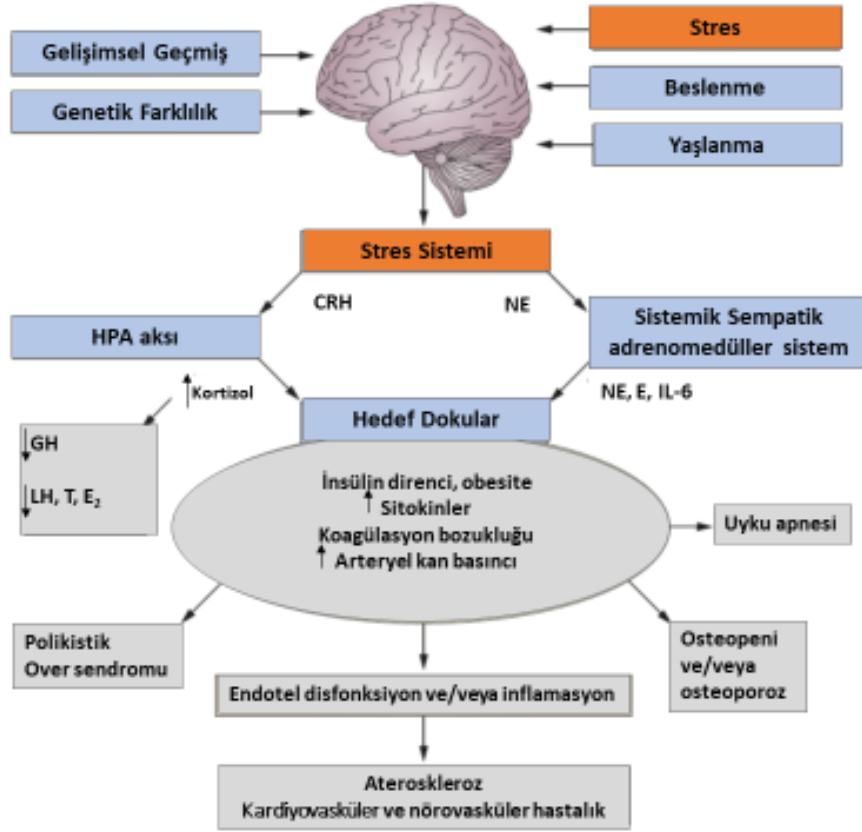 Gelişimsel Geçmiş
Genetik Farklılık
Stres
Beslenme
Yaşlanma
Stres Sistemi
CRH
NE
HPA aksı
Sistemik Sempatik
adrenomedüller sistem
↑Kortizol
NE, E, IL-6
Hedef Dokular
↓GH
↓LH, T, E₂
İnsülin direnci, obesite
↑Sitokinler
Koagülasyon bozukluğu
↑Arteryel kan basıncı
Uyku apnesi
Polikistik
Over sendromu
Osteopeni
ve/veya
osteoporoz
Endotel disfonksiyon ve/veya inflamasyon
Ateroskleroz
Kardiyovasküler ve nörovasküler hastalık